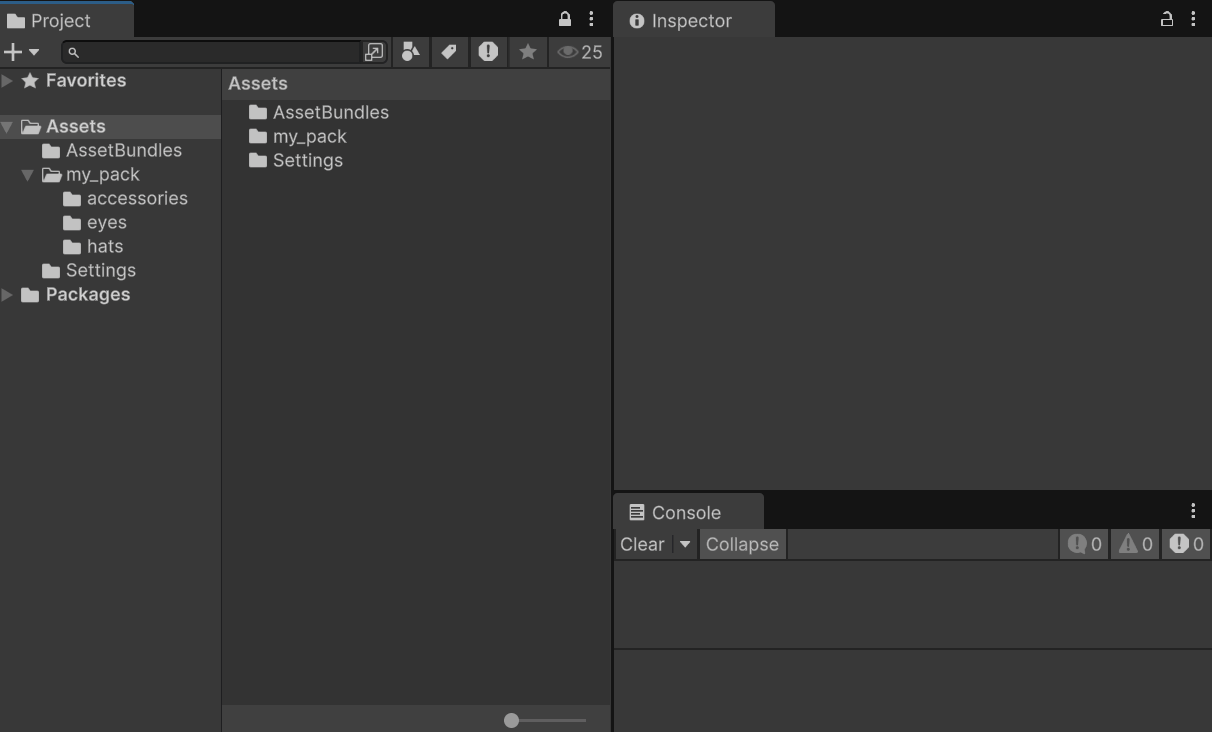 Project
25
Favorites
Assets
AssetBundles
my_pack
accessories
eyes
hats
Settings
Packages
Assets
AssetBundles
my_pack
Settings
Inspector
Console
Clear Collapse 0 0 0